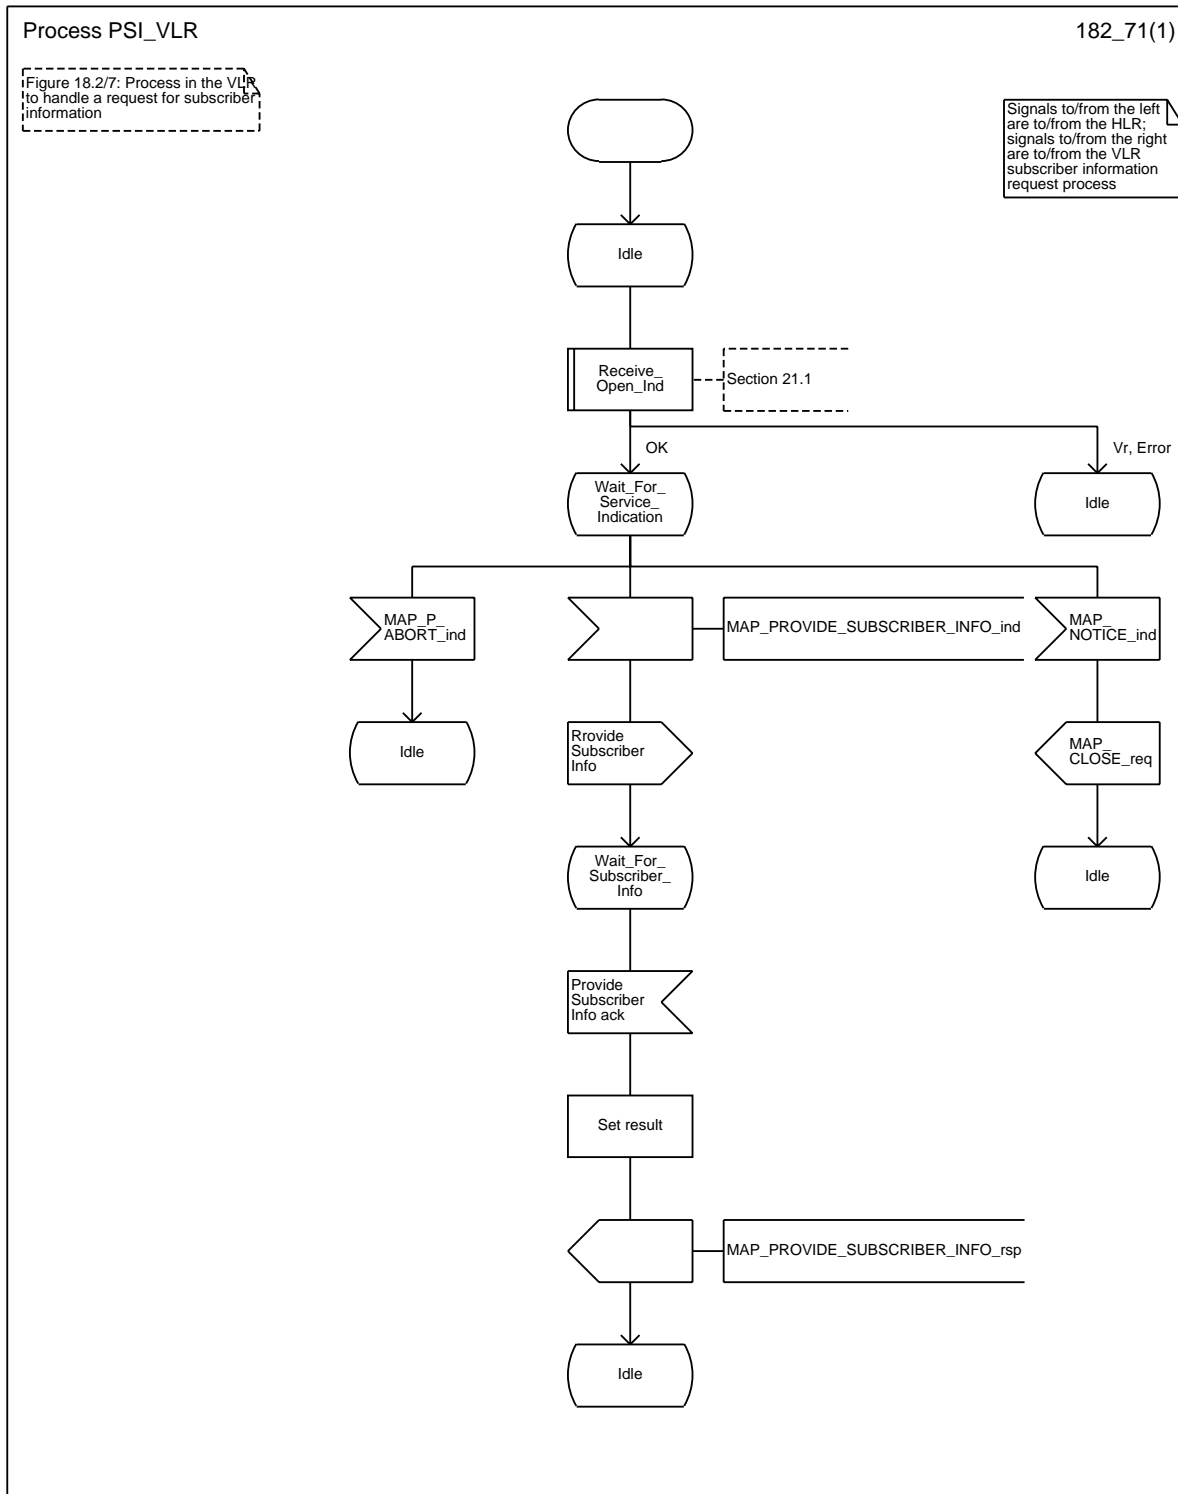 Process PSI_VLR
182_71(1)
Figure 18.2/7: Process in the VLR
to handle a request for subscriber
information
Signals to/from the left
are to/from the HLR;
signals to/from the right
are to/from the VLR
subscriber information
request process
Idle
Receive_
Open_Ind
Section 21.1
OK
Vr, Error
Wait_For_
Service_
Indication
Idle
MAP_P_
ABORT_ind
MAP_PROVIDE_SUBSCRIBER_INFO_ind
MAP_
NOTICE_ind
Idle
Rrovide
Subscriber
Info
MAP_
CLOSE_req
Wait_For_
Subscriber_
Info
Idle
Provide
Subscriber
Info ack
Set result
MAP_PROVIDE_SUBSCRIBER_INFO_rsp
Idle